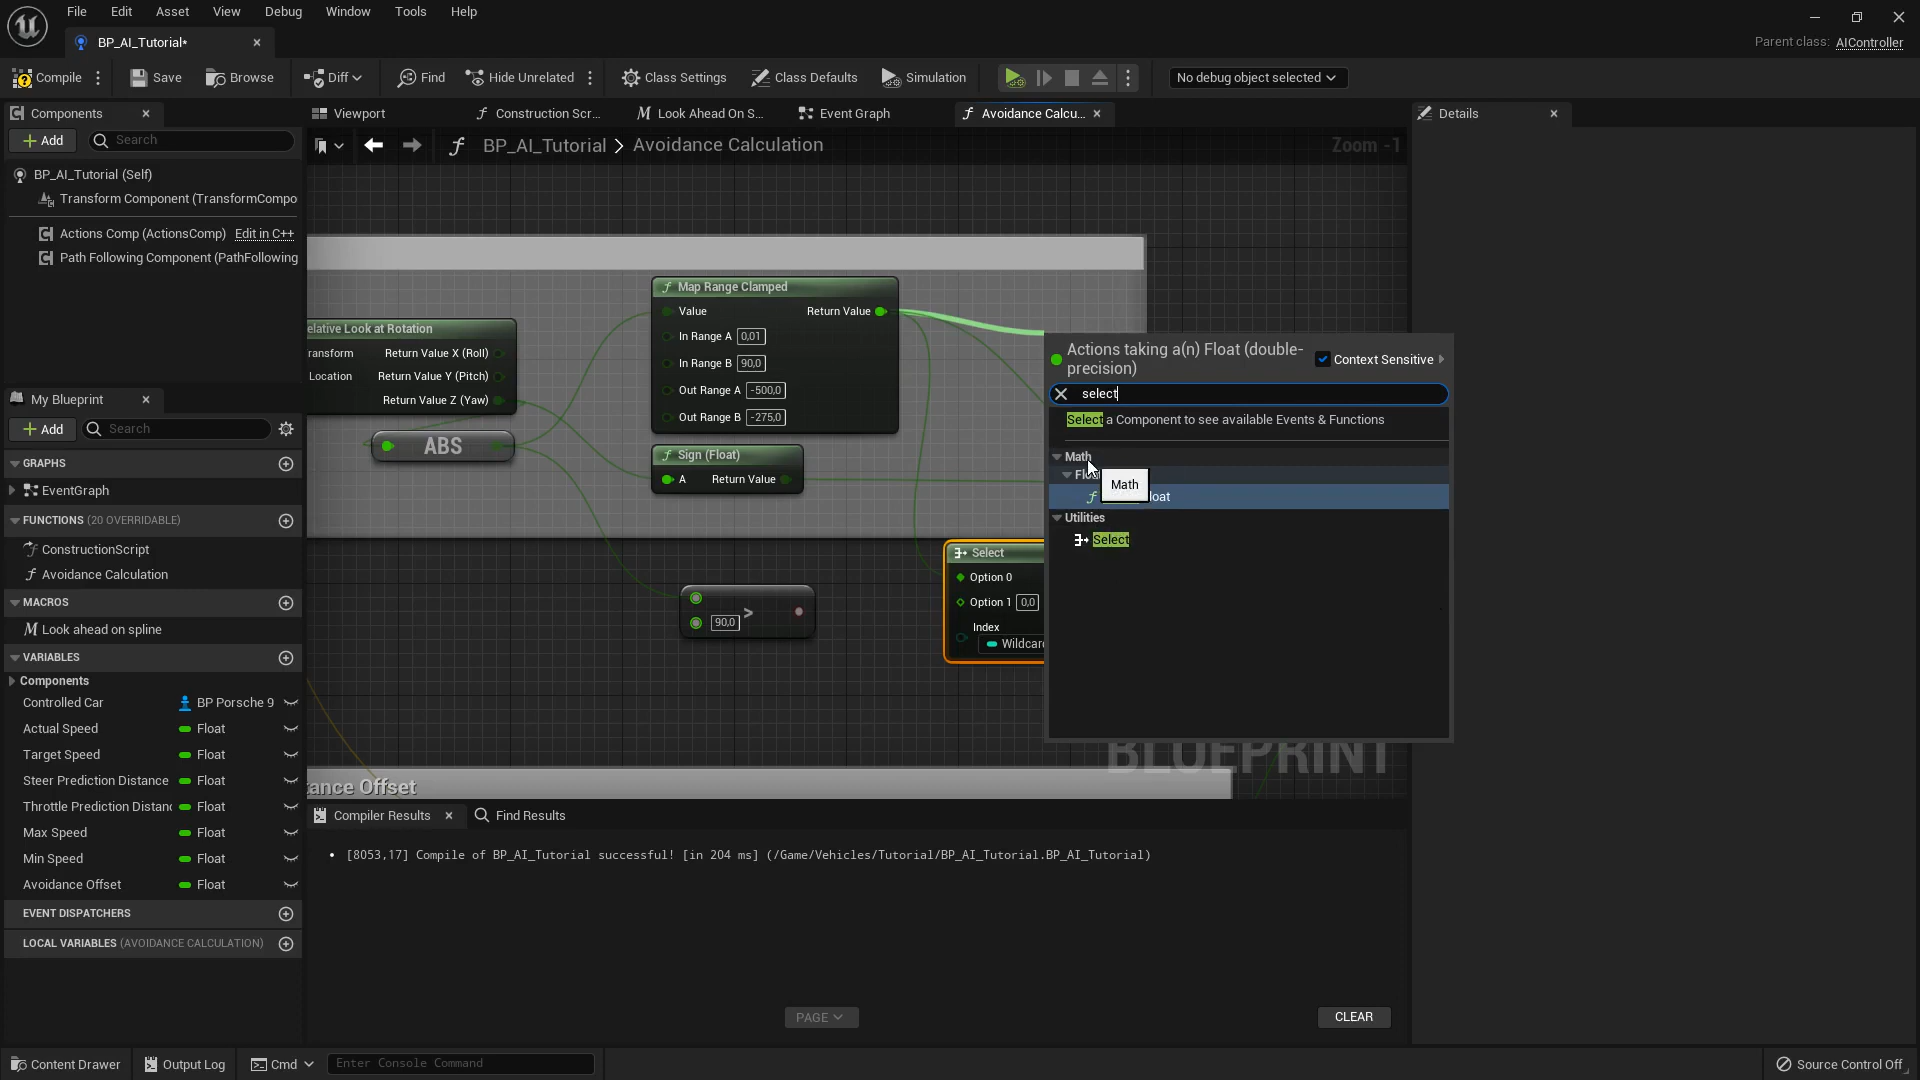 File Edit Asset View Debug Window Tools Help
BP_AI_Tutorial*
Parent class: AIController
Compile Save Browse Diff Find Hide Unrelated Class Settings Class Defaults Simulation No debug object selected
Components
Add Search
BP_AI_Tutorial (Self)
Transform Component (TransformCompo
Actions Comp (ActionsComp) Edit in C++
Path Following Component (PathFollowing
My Blueprint
Add Search
GRAPHS
EventGraph
FUNCTIONS (20 OVERRIDABLE)
ConstructionScript
Avoidance Calculation
MACROS
Look ahead on spline
VARIABLES
Components
Controlled Car BP Porsche 9
Actual Speed Float
Target Speed Float
Steer Prediction Distance Float
Throttle Prediction Distanc Float
Max Speed Float
Min Speed Float
Avoidance Offset Float
EVENT DISPATCHERS
LOCAL VARIABLES (AVOIDANCE CALCULATION)
Viewport Construction Scr... Look Ahead On S... Event Graph Avoidance Calcu...
BP_AI_Tutorial > Avoidance Calculation
Zoom -1
elative Look at Rotation
ransform Return Value X (Roll)
Location Return Value Y (Pitch)
Return Value Z (Yaw)
ABS
Map Range Clamped
Value Return Value
In Range A 0,01
In Range B 90,0
Out Range A -500,0
Out Range B -275,0
Sign (Float)
A Return Value
90,0 >
Select
Option 0
Option 1 0,0
Index
Wildcard
Actions taking a(n) Float (double-
precision)
Context Sensitive
select
Select a Component to see available Events & Functions
Math
Math
loat
Utilities
Select
BLUEPRINT
tance Offset
Compiler Results Find Results
[8053,17] Compile of BP_AI_Tutorial successful! [in 204 ms] (/Game/Vehicles/Tutorial/BP_AI_Tutorial.BP_AI_Tutorial)
PAGE CLEAR
Details
Content Drawer Output Log Cmd Enter Console Command Source Control Off